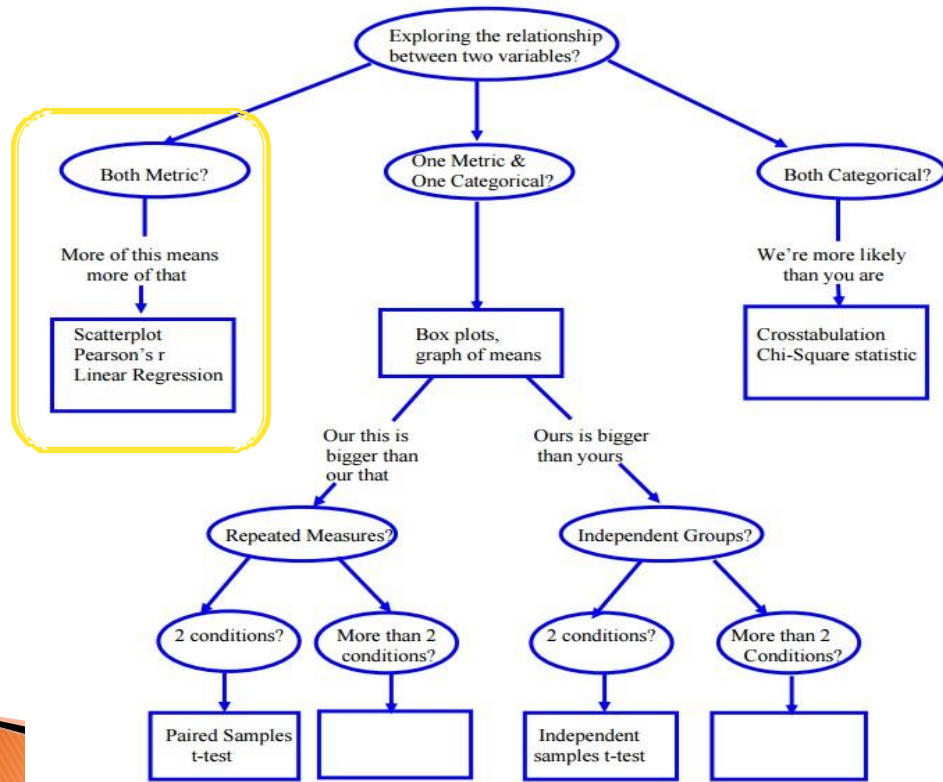 Exploring the relationship
between two variables?
Both Metric?
One Metric &
One Categorical?
Both Categorical?
More of this means
more of that
We're more likely
than you are
Scatterplot
Pearson's r
Linear Regression
Box plots,
graph of means
Crosstabulation
Chi-Square statistic
Our this is
bigger than
our that
Ours is bigger
than yours
Repeated Measures?
Independent Groups?
2 conditions?
More than 2
conditions?
2 conditions?
More than 2
Conditions?
Paired Samples
t-test
Independent
samples t-test